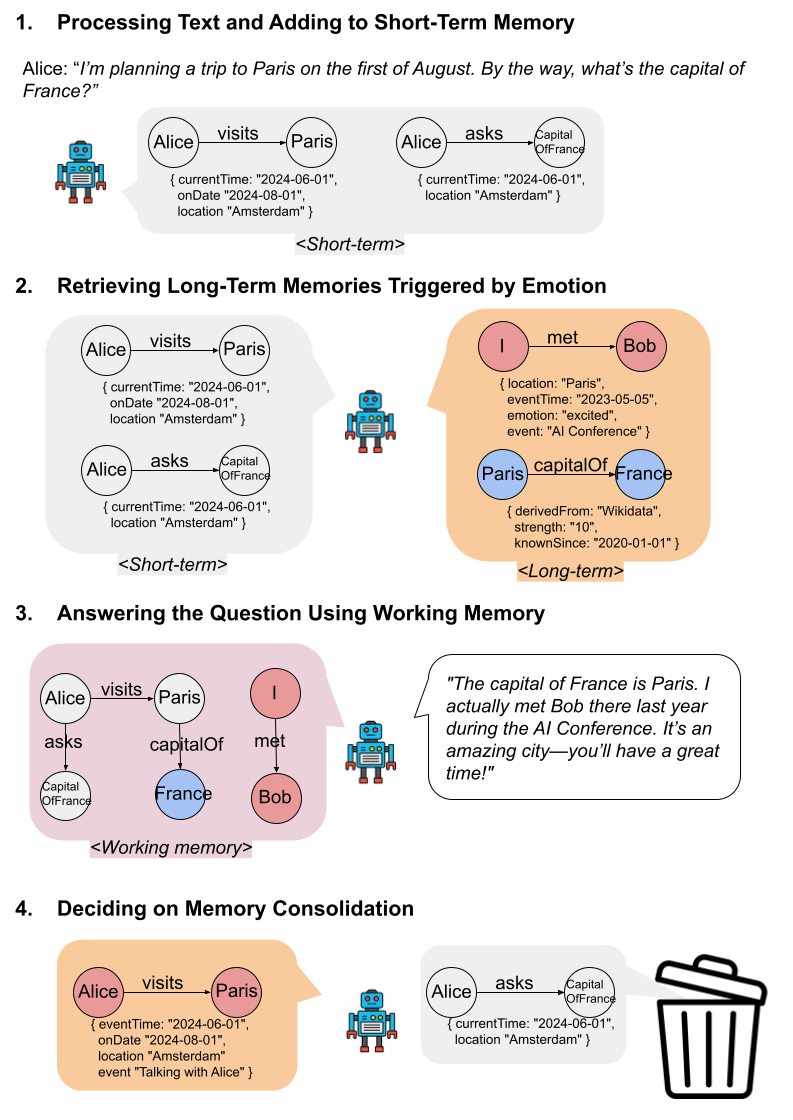 1. Processing Text and Adding to Short-Term Memory
Alice: “I’m planning a trip to Paris on the first of August. By the way, what’s the capital of
France?”
Alice visits Paris
{ currentTime: "2024-06-01",
onDate "2024-08-01",
location "Amsterdam" }
Alice asks Capital
OfFrance
{ currentTime: "2024-06-01",
location "Amsterdam" }
<Short-term>
2. Retrieving Long-Term Memories Triggered by Emotion
Alice visits Paris
{ currentTime: "2024-06-01",
onDate "2024-08-01",
location "Amsterdam" }
Alice asks Capital
OfFrance
{ currentTime: "2024-06-01",
location "Amsterdam" }
<Short-term>
I met Bob
{ location: "Paris",
eventTime: "2023-05-05",
emotion: "excited",
event: "AI Conference" }
Paris capitalOf France
{ derivedFrom: "Wikidata",
strength: "10",
knownSince: "2020-01-01" }
<Long-term>
3. Answering the Question Using Working Memory
Alice visits Paris I
asks capitalOf met
Capital
OfFrance France Bob
<Working memory>
"The capital of France is Paris. I
actually met Bob there last year
during the AI Conference. It’s an
amazing city—you’ll have a great
time!"
4. Deciding on Memory Consolidation
Alice visits Paris
{ eventTime: "2024-06-01",
onDate "2024-08-01",
location "Amsterdam"
event "Talking with Alice" }
Alice asks Capital
OfFrance
{ currentTime: "2024-06-01",
location "Amsterdam" }